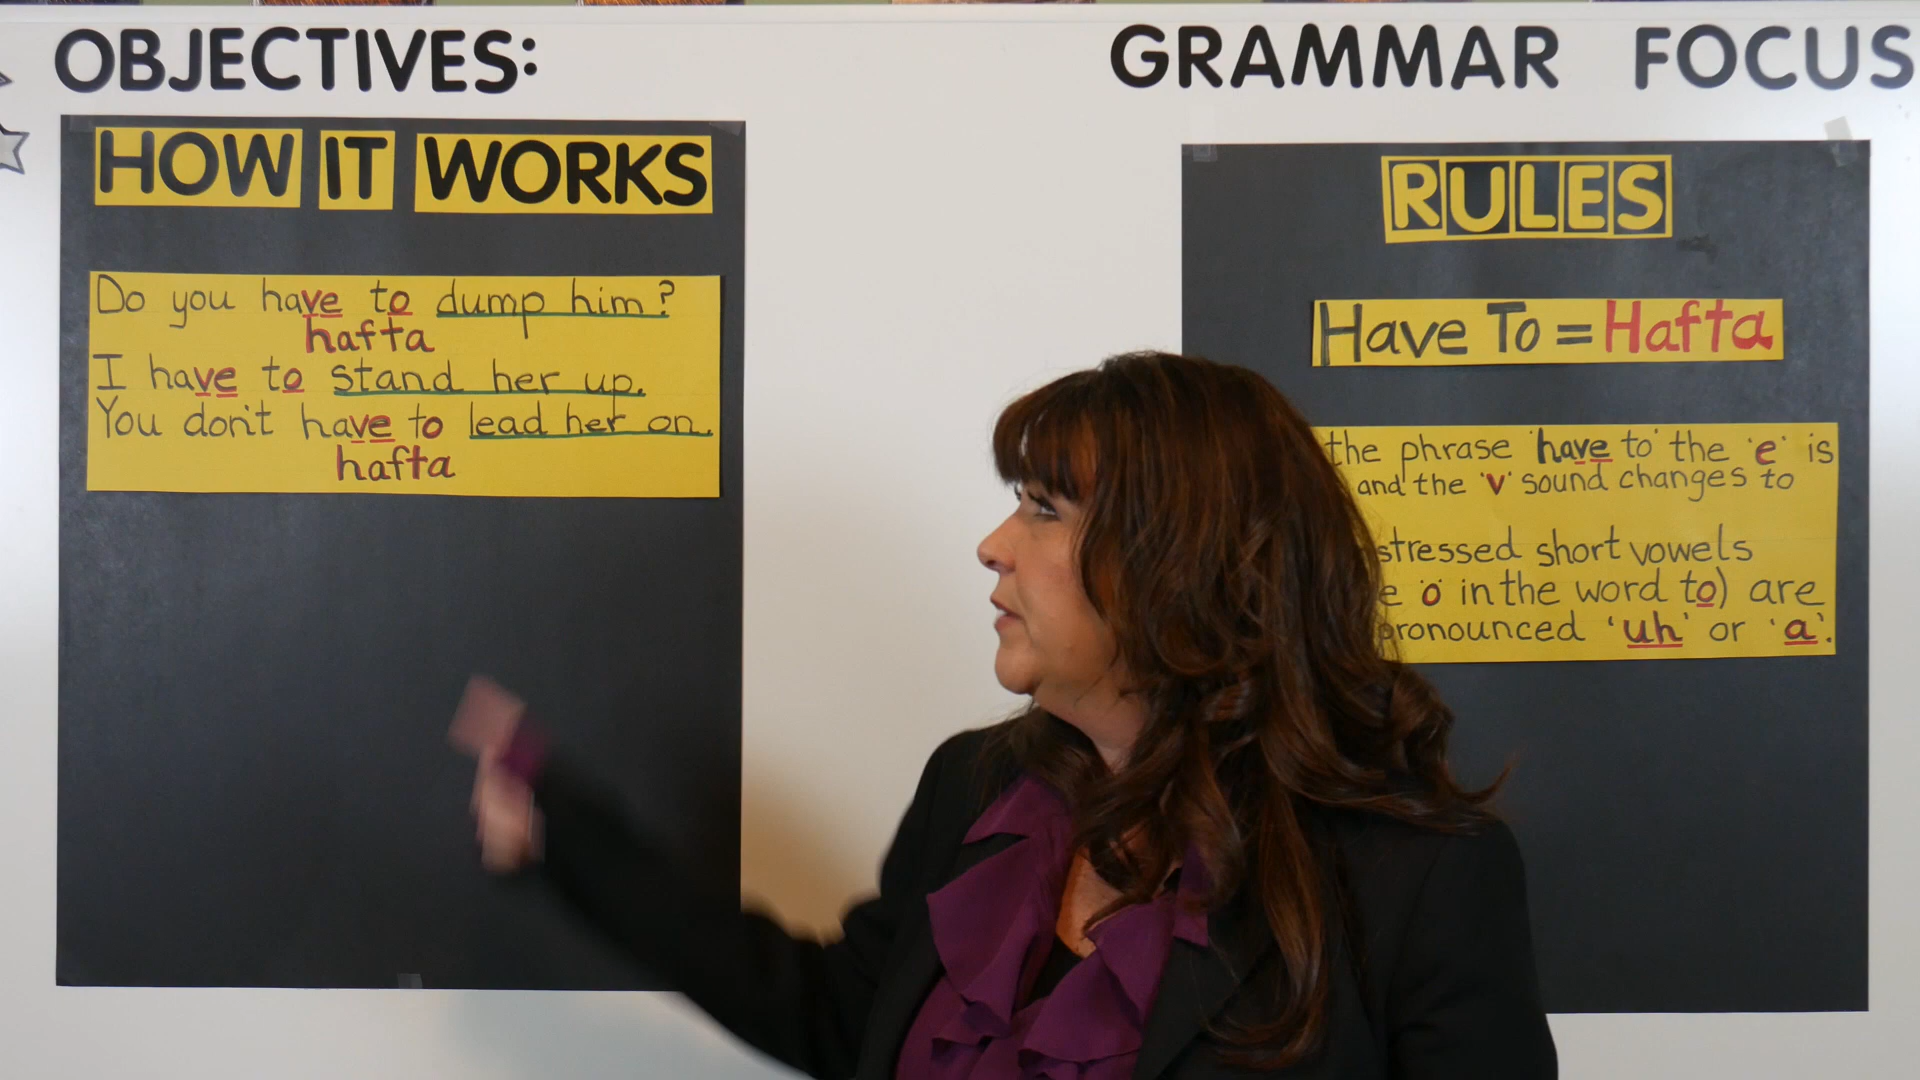 OBJECTIVES:
GRAMMAR FOCUS
HOW IT WORKS
Do you have to dump him?
hafta
I have to stand her up.
You don't have to lead her on.
hafta
RULES
Have To = Hafta
the phrase 'have to' the 'e' is
and the 'v' sound changes to
stressed short vowels
'o' in the word to) are
pronounced 'uh' or 'a'.